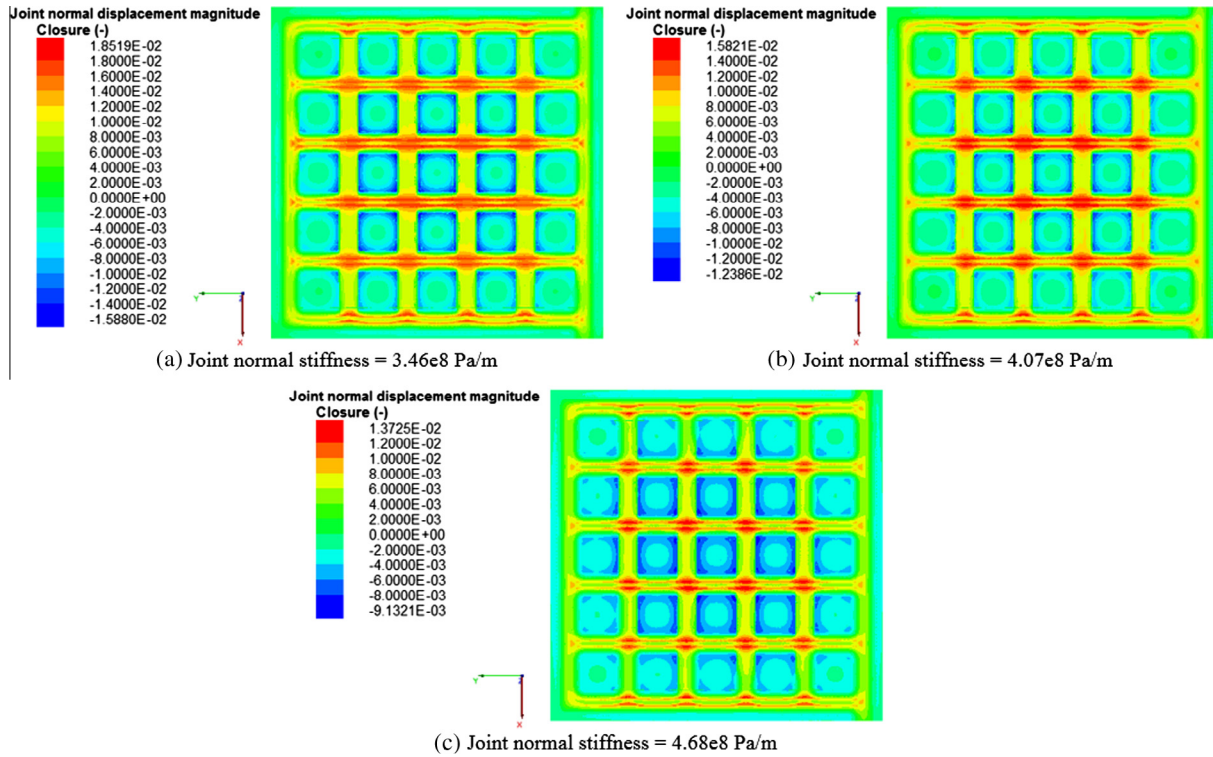 Joint normal displacement magnitude
Closure (-)
1.8519E-02
1.8000E-02
1.6000E-02
1.4000E-02
1.2000E-02
1.0000E-02
8.0000E-03
6.0000E-03
4.0000E-03
2.0000E-03
0.0000E+00
-2.0000E-03
-4.0000E-03
-6.0000E-03
-8.0000E-03
-1.0000E-02
-1.2000E-02
-1.4000E-02
-1.5880E-02
Y
Z
X
(a) Joint normal stiffness = 3.46e8 Pa/m
Joint normal displacement magnitude
Closure (-)
1.5821E-02
1.4000E-02
1.2000E-02
1.0000E-02
8.0000E-03
6.0000E-03
4.0000E-03
2.0000E-03
0.0000E+00
-2.0000E-03
-4.0000E-03
-6.0000E-03
-8.0000E-03
-1.0000E-02
-1.2000E-02
-1.2386E-02
Y
Z
X
(b) Joint normal stiffness = 4.07e8 Pa/m
Joint normal displacement magnitude
Closure (-)
1.3725E-02
1.2000E-02
1.0000E-02
8.0000E-03
6.0000E-03
4.0000E-03
2.0000E-03
0.0000E+00
-2.0000E-03
-4.0000E-03
-6.0000E-03
-8.0000E-03
-9.1321E-03
Y
Z
X
(c) Joint normal stiffness = 4.68e8 Pa/m